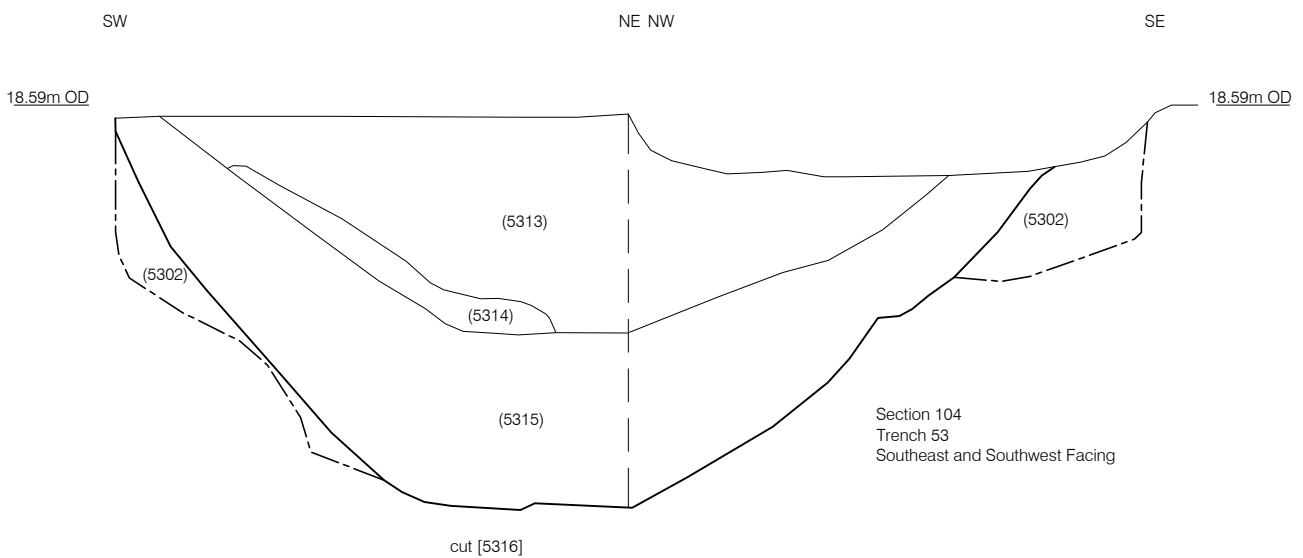 SW NE NW SE
18.59m OD 18.59m OD
(5313)
(5302)
(5302)
(5314)
(5315)
Section 104
Trench 53
Southeast and Southwest Facing
cut [5316]